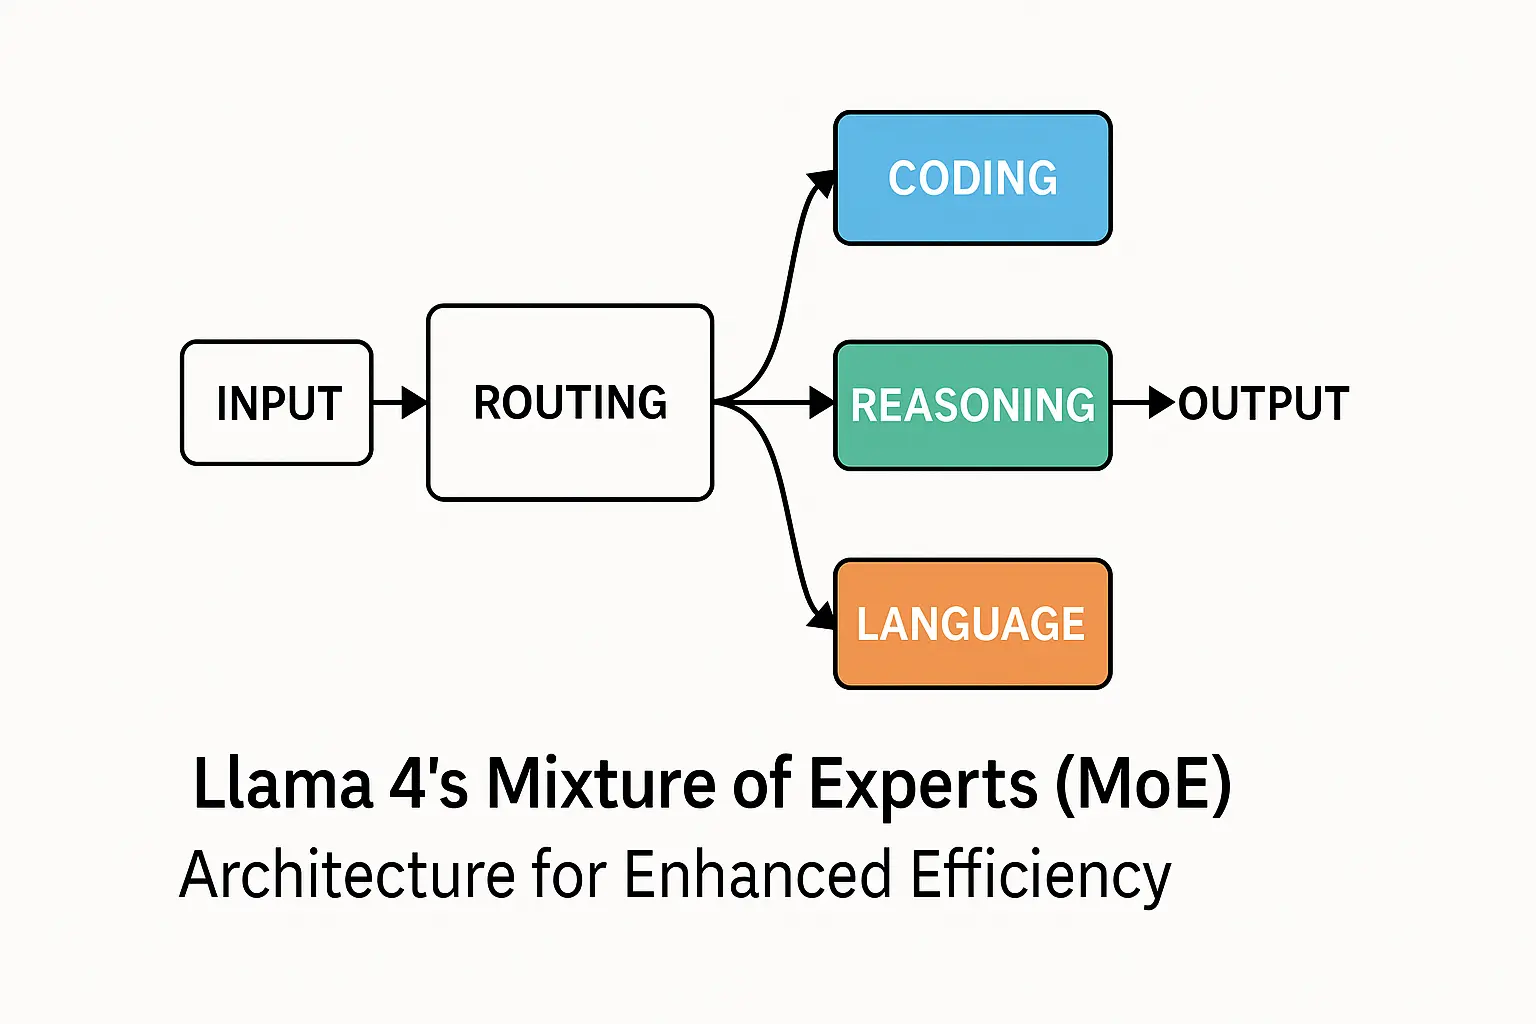 CODING
INPUT
ROUTING
REASONING
OUTPUT
LANGUAGE
Llama 4's Mixture of Experts (MoE)
Architecture for Enhanced Efficiency